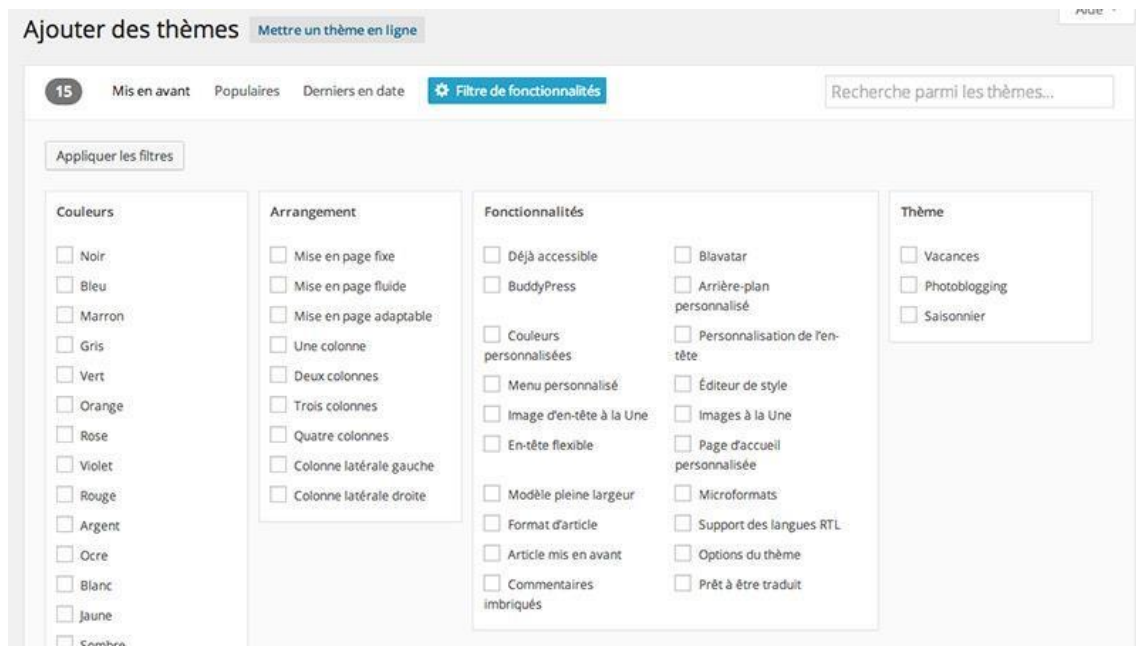 Aide
Ajouter des thèmes Mettre un thème en ligne
15 Mis en avant Populaires Derniers en date Filtre de fonctionnalités Recherche parmi les thèmes...
Appliquer les filtres
Couleurs
Noir
Bleu
Marron
Gris
Vert
Orange
Rose
Violet
Rouge
Argent
Ocre
Blanc
Jaune
Sombre
Arrangement
Mise en page fixe
Mise en page fluide
Mise en page adaptable
Une colonne
Deux colonnes
Trois colonnes
Quatre colonnes
Colonne latérale gauche
Colonne latérale droite
Fonctionnalités
Déjà accessible
BuddyPress
Couleurs
personnalisées
Menu personnalisé
Image d'en-tête à la Une
En-tête flexible
Modèle pleine largeur
Format d'article
Article mis en avant
Commentaires
imbriqués
Blavatar
Arrière-plan
personnalisé
Personnalisation de l'en-
tête
Éditeur de style
Images à la Une
Page d'accueil
personnalisée
Microformats
Support des langues RTL
Options du thème
Prêt à être traduit
Thème
Vacances
Photoblogging
Saisonnier